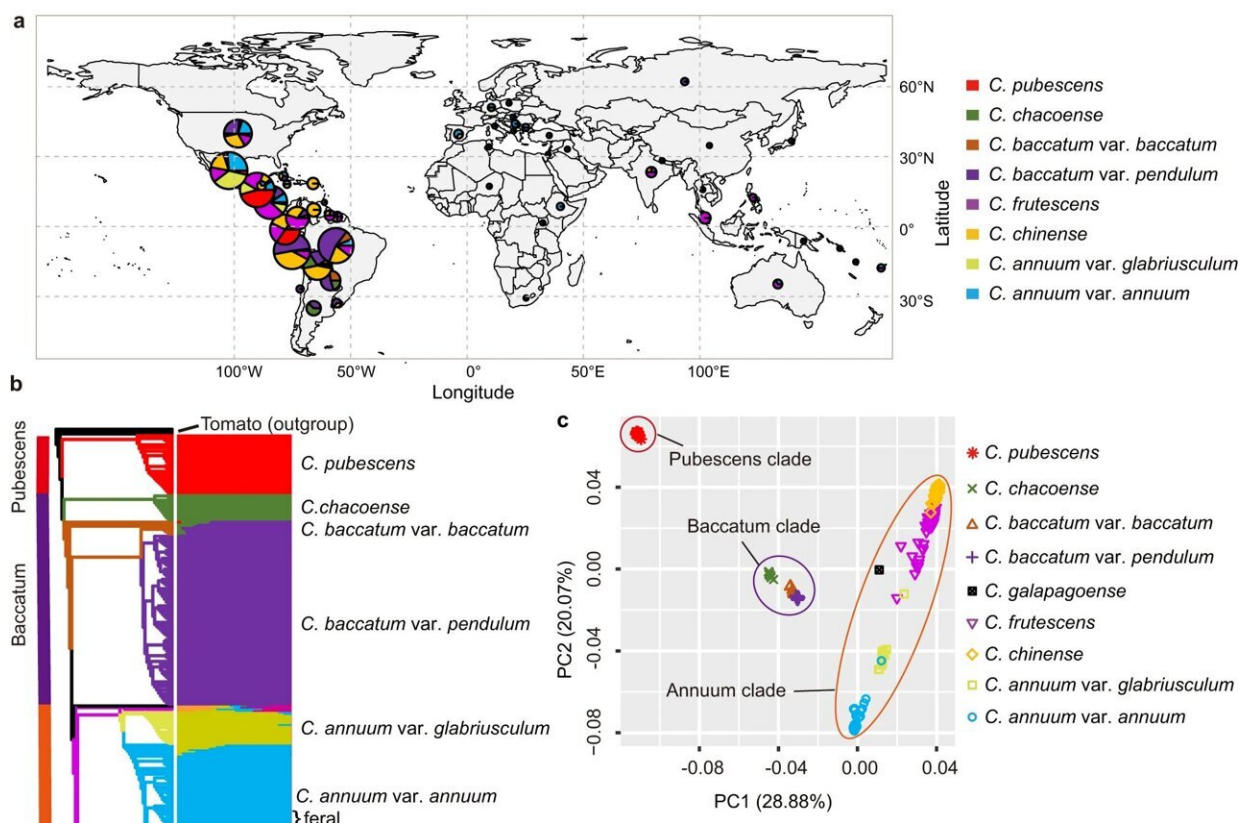 a
60°N
30°N
0°
30°S
Latitude
100°W
50°W
0°
50°E
100°E
Longitude
C. pubescens
C. chacoense
C. baccatum var. baccatum
C. baccatum var. pendulum
C. frutescens
C. chinense
C. annuum var. glabriusculum
C. annuum var. annuum
b
Tomato (outgroup)
Pubescens
Baccatum
C. pubescens
C.chacoense
C. baccatum var. baccatum
C. baccatum var. pendulum
C. annuum var. glabriusculum
C. annuum var. annuum
}feral
c
Pubescens clade
Baccatum clade
Annuum clade
0.04
0.00
−0.04
−0.08
PC2 (20.07%)
-0.08
-0.04
0.00
0.04
PC1 (28.88%)
C. pubescens
C. chacoense
C. baccatum var. baccatum
C. baccatum var. pendulum
C. galapagoense
C. frutescens
C. chinense
C. annuum var. glabriusculum
C. annuum var. annuum